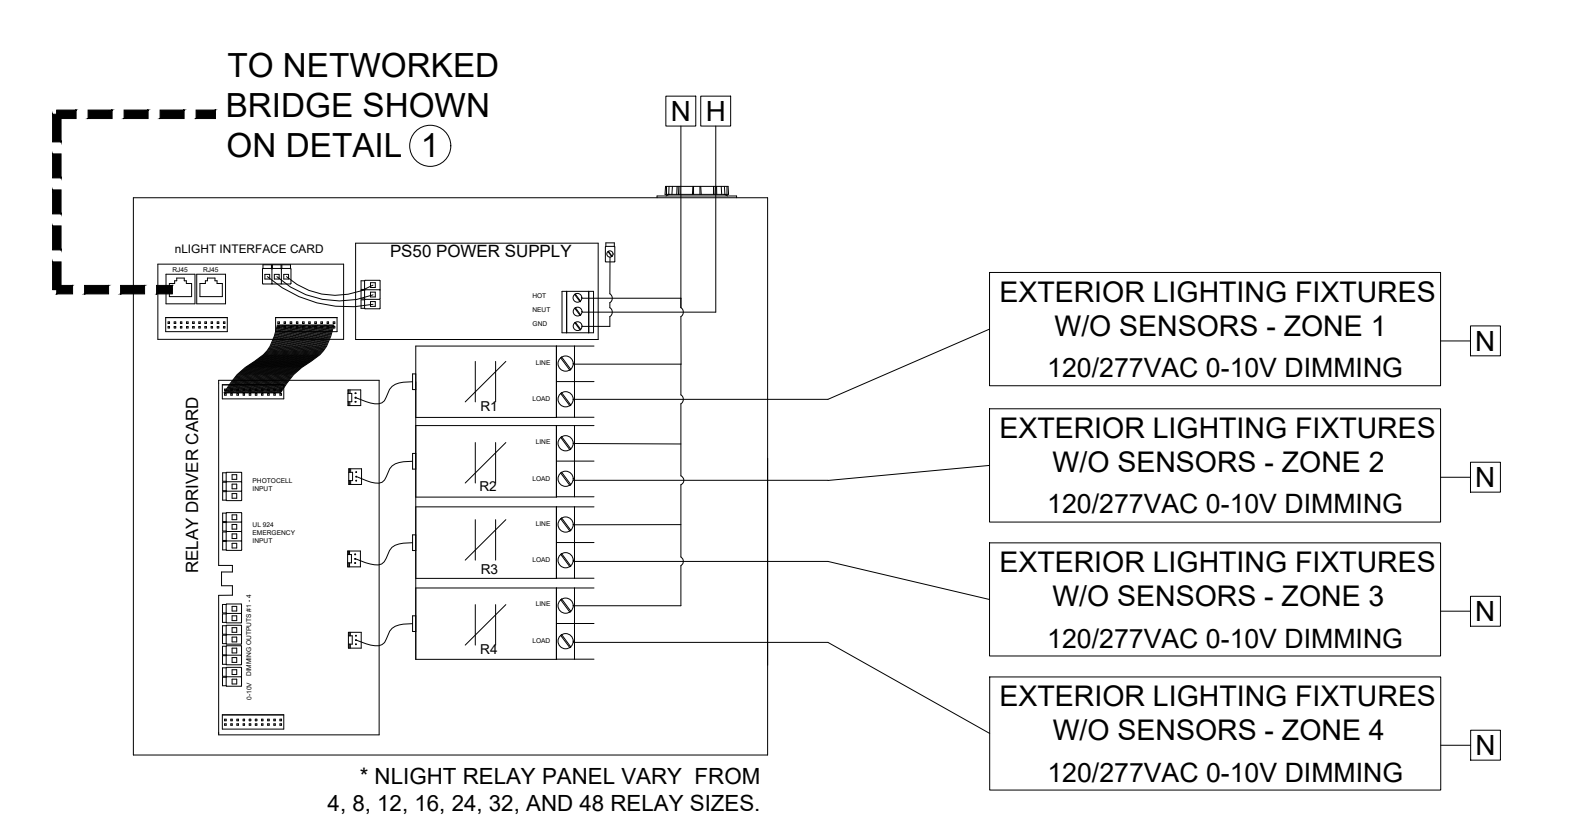 TO NETWORKED
BRIDGE SHOWN
ON DETAIL 1
N H
nLIGHT INTERFACE CARD
RJ45 RJ45
PS50 POWER SUPPLY
HOT
NEUT
GND
LINE
LOAD
R1
LINE
LOAD
R2
LINE
LOAD
R3
LINE
LOAD
R4
RELAY DRIVER CARD
PHOTOCELL
INPUT
UL 924
EMERGENCY
INPUT
0-10V DIMMING OUTPUTS #1 - 4
EXTERIOR LIGHTING FIXTURES
W/O SENSORS - ZONE 1
120/277VAC 0-10V DIMMING
N
EXTERIOR LIGHTING FIXTURES
W/O SENSORS - ZONE 2
120/277VAC 0-10V DIMMING
N
EXTERIOR LIGHTING FIXTURES
W/O SENSORS - ZONE 3
120/277VAC 0-10V DIMMING
N
EXTERIOR LIGHTING FIXTURES
W/O SENSORS - ZONE 4
120/277VAC 0-10V DIMMING
N
* NLIGHT RELAY PANEL VARY FROM
4, 8, 12, 16, 24, 32, AND 48 RELAY SIZES.